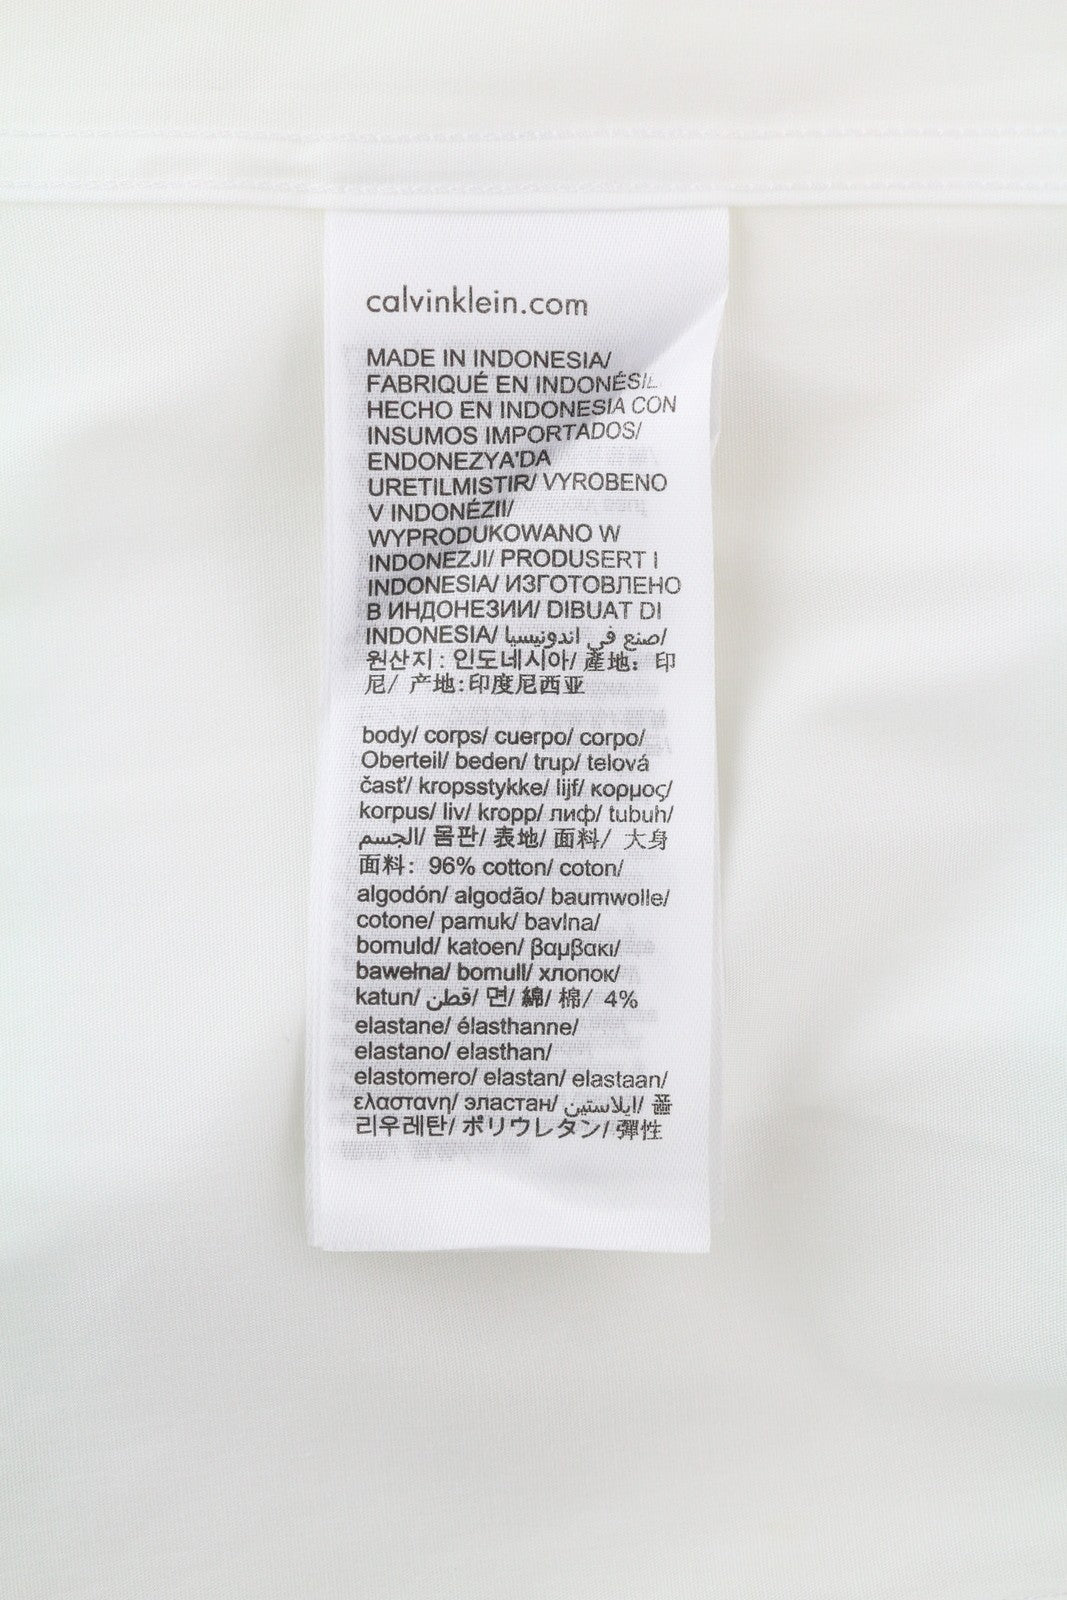 calvinklein.com
MADE IN INDONESIA/
FABRIQUÉ EN INDONÉSIE
HECHO EN INDONESIA CON
INSUMOS IMPORTADOS/
ENDONEZYA'DA
URETILMISTIR/ VYROBENO
V INDONÉZII/
WYPRODUKOWANO W
INDONEZJI/ PRODUSERT I
INDONESIA/ ИЗГОТОВЛЕНО
В ИНДОНЕЗИИ/ DIBUAT DI
INDONESIA/ صنع في اندونيسيا/
원산지 : 인도네시아/ 產地: 印
尼/ 产地:印度尼西亚
body/ corps/ cuerpo/ corpo/
Oberteil/ beden/ trup/ telová
časť/ kropsstykke/ lijf/ κορμος/
korpus/ liv/ kropp/ лиф/ tubuh/
الجسم/ 몸판/ 表地/ 面料/ 大身
面料: 96% cotton/ coton/
algodón/ algodão/ baumwolle/
cotone/ pamuk/ bavlna/
bomuld/ katoen/ βαμβακι/
bawełna/ bomull/ хлопок/
katun/ قطن/ 면/ 綿/ 棉/ 4%
elastane/ élasthanne/
elastano/ elasthan/
elastomero/ elastan/ elastaan/
ελαστανη/ эластан/ ايلاستين/ 폴
리우레탄/ ポリウレタン/ 彈性